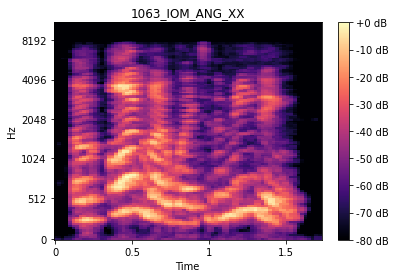 1063_IOM_ANG_XX
+0 dB
8192
-10 dB
4096
-20 dB
-30 dB
2048
Hz
-40 dB
1024
-50 dB
512
-60 dB
-70 dB
0
-80 dB
0 0.5 1 1.5
Time